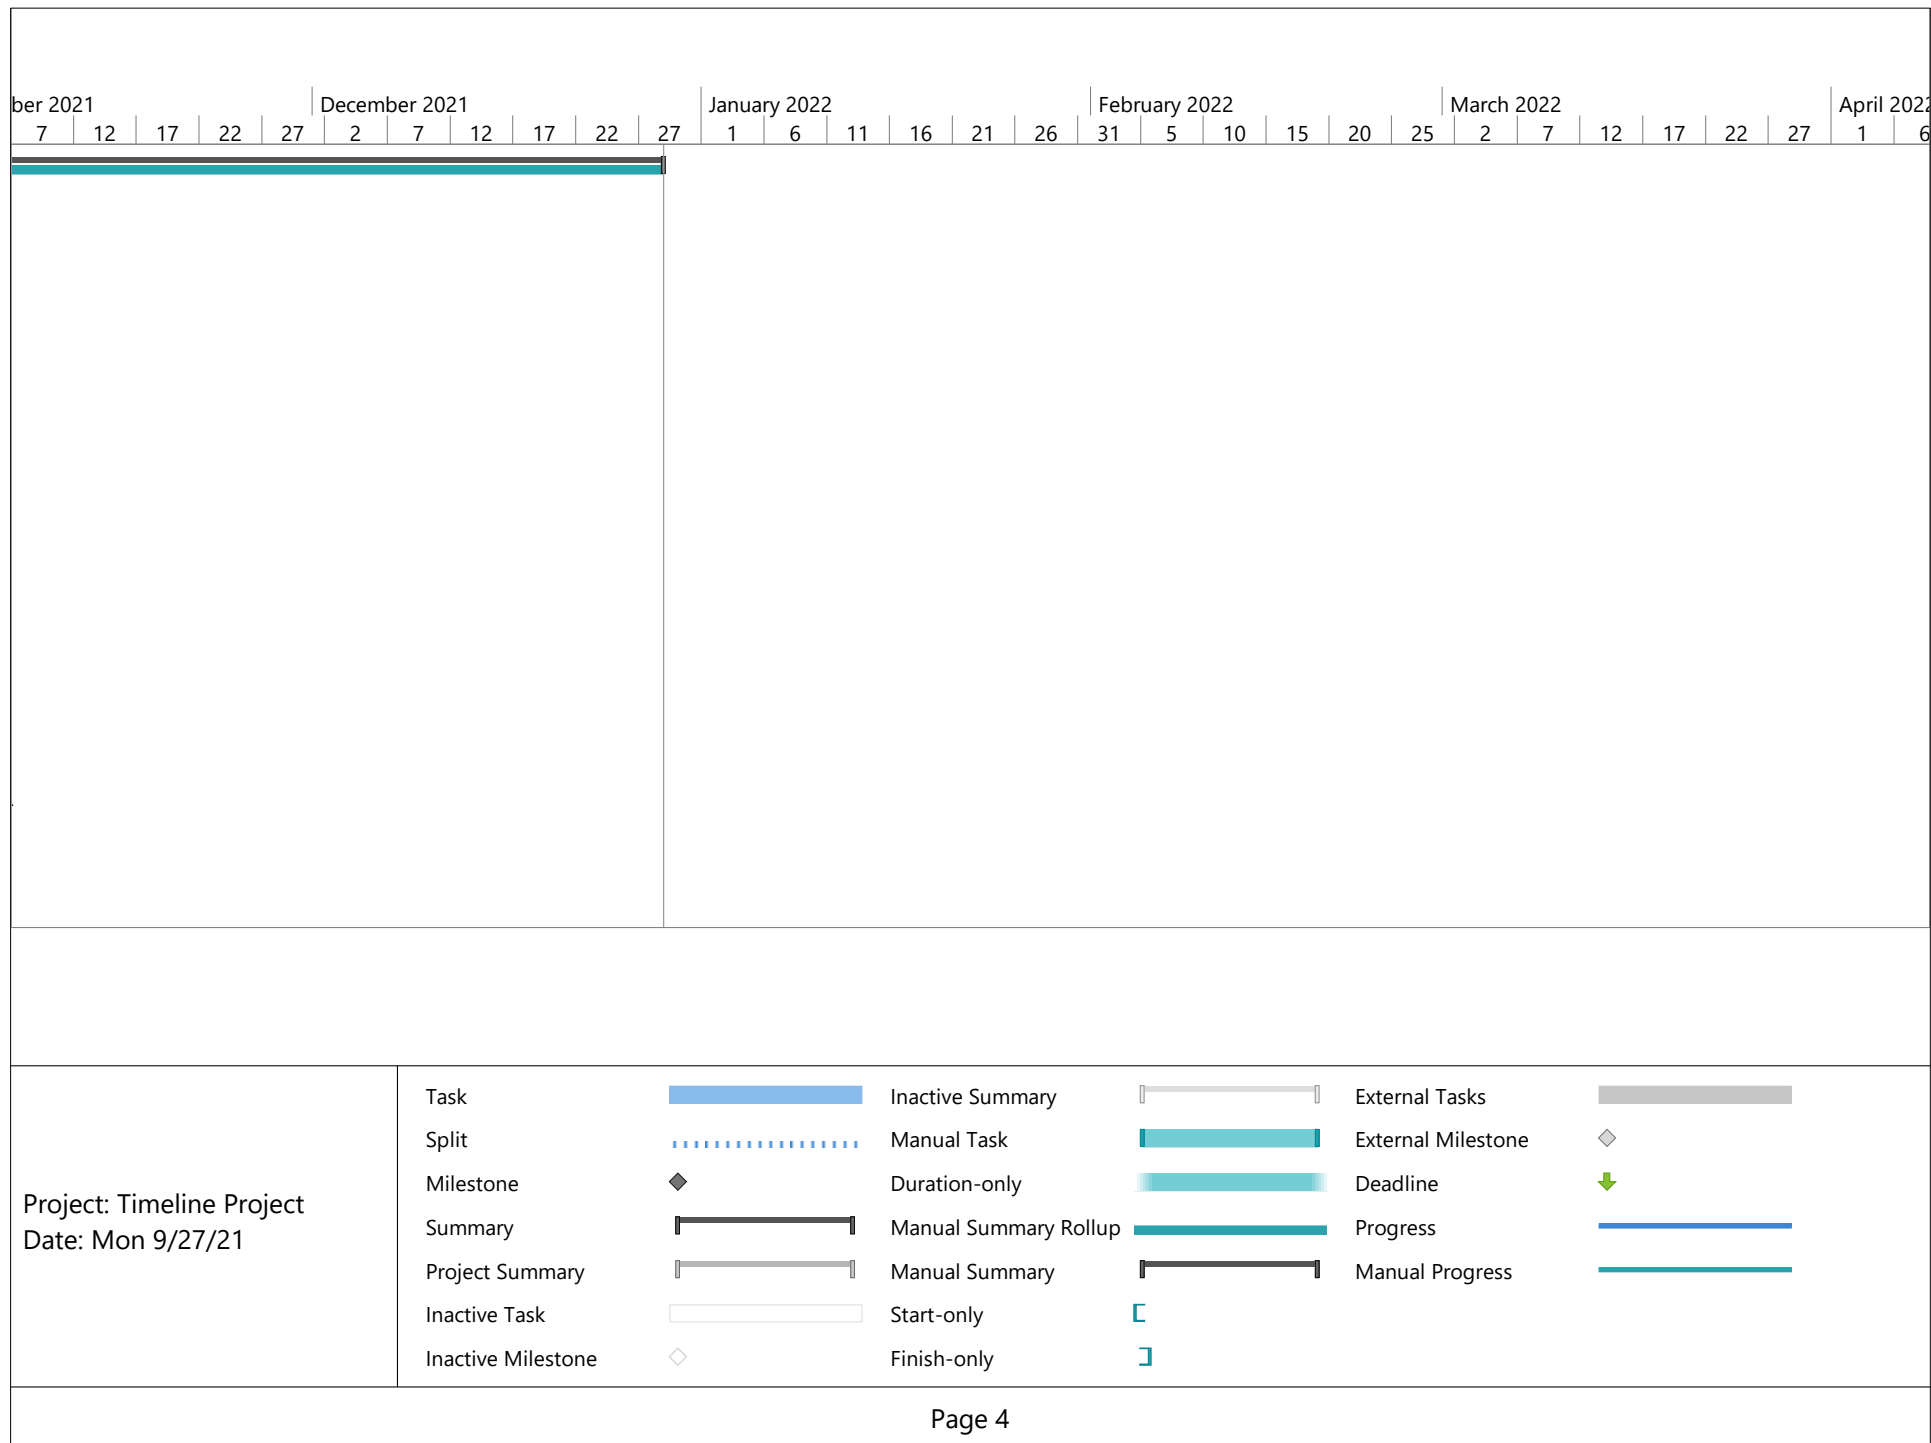 ber 2021 December 2021 January 2022 February 2022 March 2022 April 2022
7 12 17 22 27 2 7 12 17 22 27 1 6 11 16 21 26 31 5 10 15 20 25 2 7 12 17 22 27 1 6
Project: Timeline Project
Date: Mon 9/27/21
Task
Split
Milestone
Summary
Project Summary
Inactive Task
Inactive Milestone
Inactive Summary
Manual Task
Duration-only
Manual Summary Rollup
Manual Summary
Start-only
Finish-only
External Tasks
External Milestone
Deadline
Progress
Manual Progress
Page 4